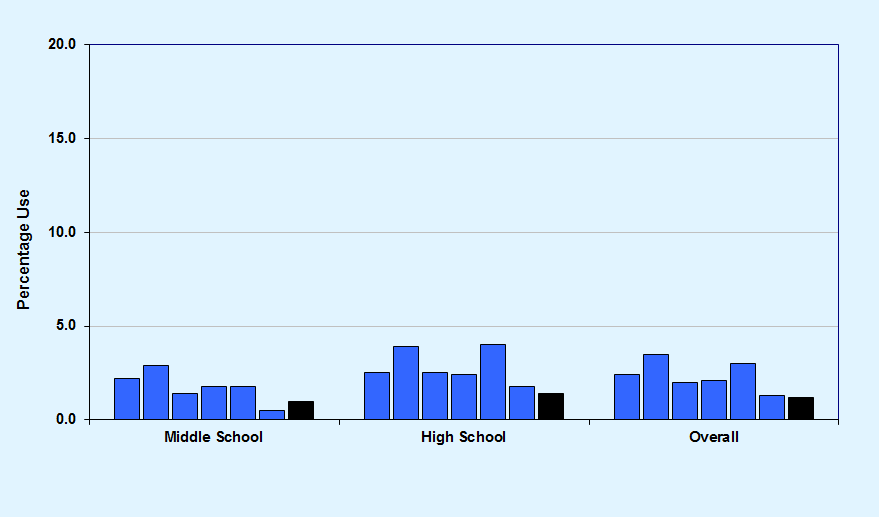 20.0
15.0
10.0
5.0
0.0
Percentage Use
Middle School
High School
Overall